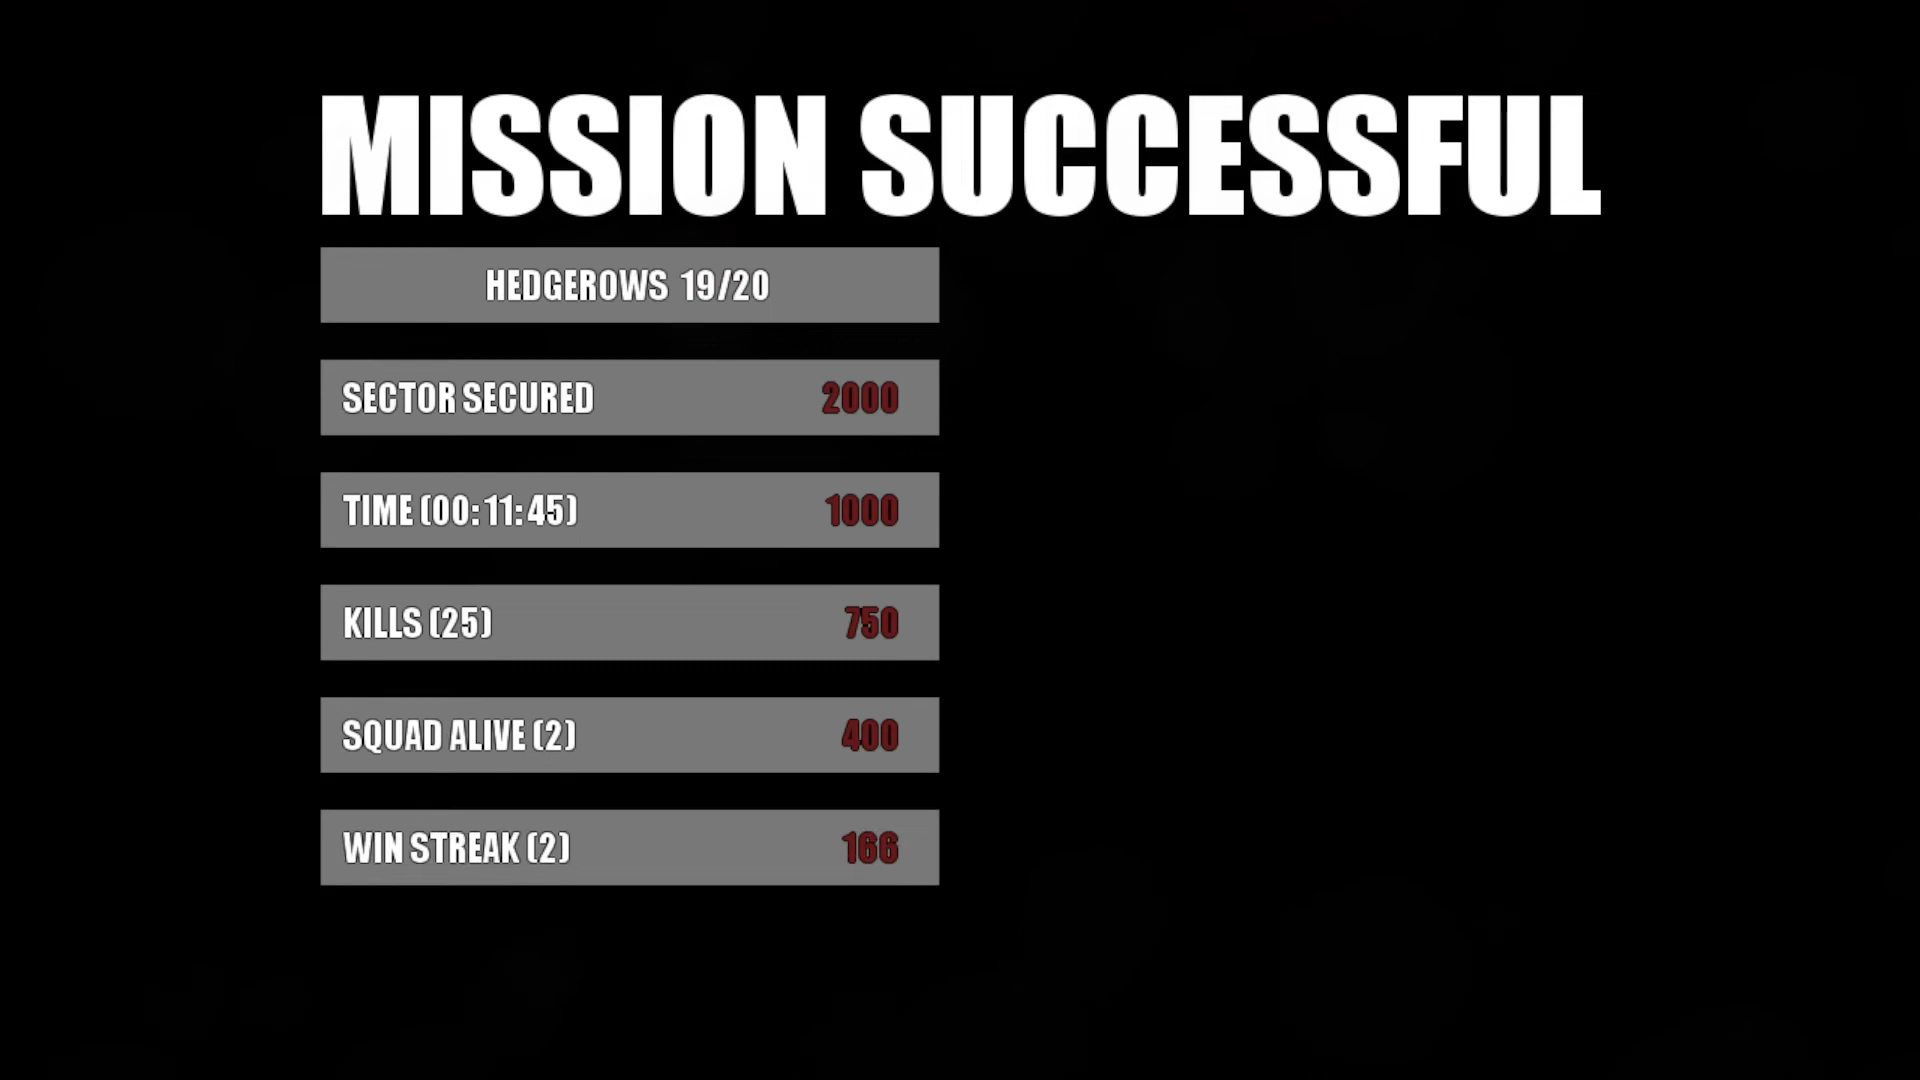 MISSION SUCCESSFUL
HEDGEROWS 19/20
SECTOR SECURED 2000
TIME (00:11:45) 1000
KILLS (25) 750
SQUAD ALIVE (2) 400
WIN STREAK (2) 166